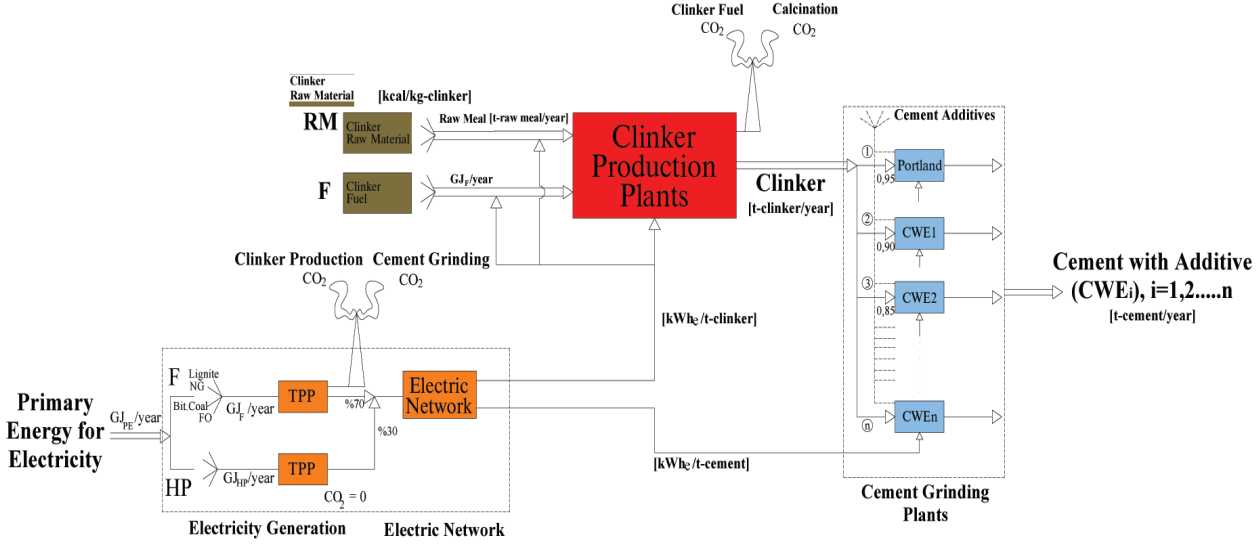 Clinker Fuel
CO2
Calcination
CO2
Clinker
Raw Material
[kcal/kg-clinker]
RM
Clinker
Raw Material
Raw Meal [t-raw meal/year]
F
Clinker
Fuel
GJF/year
Clinker
Production
Plants
Clinker
[t-clinker/year]
Cement Additives
1
0,95
Portland
2
0,90
CWE1
3
0,85
CWE2
n
CWEn
Cement Grinding
Plants
Cement with Additive
(CWEi), i=1,2.....n
[t-cement/year]
Clinker Production
CO2
Cement Grinding
CO2
[kWhe/t-clinker]
[kWhe/t-cement]
Primary
Energy for
Electricity
GJPE/year
F
Lignite
NG
Bit.Coal
FO
GJF/year
TPP
%70
Electric
Network
%30
HP
GJHP/year
TPP
CO2 = 0
Electricity Generation
Electric Network